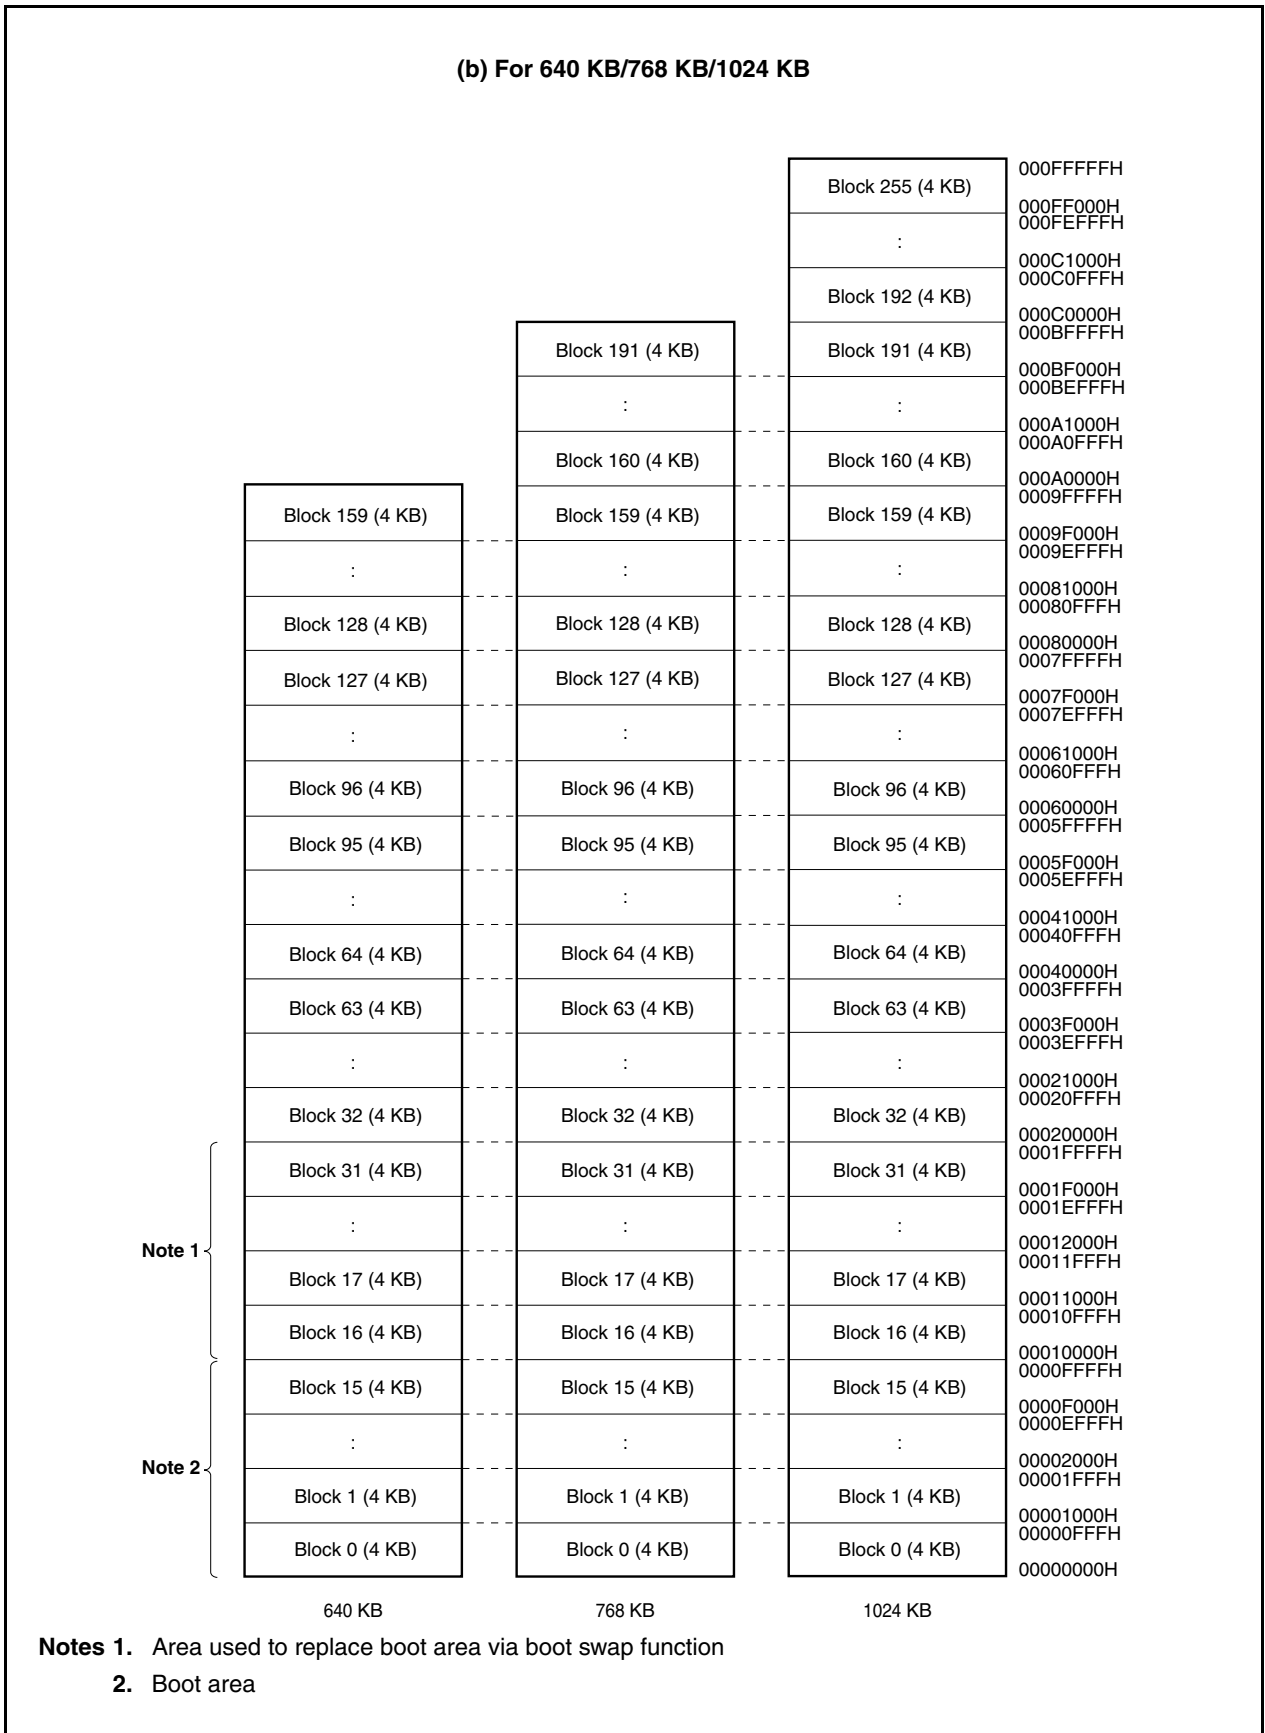 (b) For 640 KB/768 KB/1024 KB
Block 255 (4 KB) 000FFFFFH
000FF000H
: 000FEFFFH
000C1000H
Block 192 (4 KB) 000C0FFFH
000C0000H
Block 191 (4 KB) Block 191 (4 KB) 000BFFFFH
000BF000H
: : 000BEFFFH
000A1000H
Block 160 (4 KB) Block 160 (4 KB) 000A0FFFH
000A0000H
Block 159 (4 KB) Block 159 (4 KB) Block 159 (4 KB) 0009FFFFH
0009F000H
: : : 0009EFFFH
00081000H
Block 128 (4 KB) Block 128 (4 KB) Block 128 (4 KB) 00080FFFH
00080000H
Block 127 (4 KB) Block 127 (4 KB) Block 127 (4 KB) 0007FFFFH
0007F000H
: : : 0007EFFFH
00061000H
Block 96 (4 KB) Block 96 (4 KB) Block 96 (4 KB) 00060FFFH
00060000H
Block 95 (4 KB) Block 95 (4 KB) Block 95 (4 KB) 0005FFFFH
0005F000H
: : : 0005EFFFH
00041000H
Block 64 (4 KB) Block 64 (4 KB) Block 64 (4 KB) 00040FFFH
00040000H
Block 63 (4 KB) Block 63 (4 KB) Block 63 (4 KB) 0003FFFFH
0003F000H
: : : 0003EFFFH
00021000H
Block 32 (4 KB) Block 32 (4 KB) Block 32 (4 KB) 00020FFFH
00020000H
Block 31 (4 KB) Block 31 (4 KB) Block 31 (4 KB) 0001FFFFH
0001F000H
: : : 0001EFFFH
Note 1 00012000H
Block 17 (4 KB) Block 17 (4 KB) Block 17 (4 KB) 00011FFFH
00011000H
Block 16 (4 KB) Block 16 (4 KB) Block 16 (4 KB) 00010FFFH
00010000H
Block 15 (4 KB) Block 15 (4 KB) Block 15 (4 KB) 0000FFFFH
0000F000H
: : : 0000EFFFH
Note 2 00002000H
Block 1 (4 KB) Block 1 (4 KB) Block 1 (4 KB) 00001FFFH
00001000H
Block 0 (4 KB) Block 0 (4 KB) Block 0 (4 KB) 00000FFFH
00000000H
640 KB 768 KB 1024 KB
Notes 1. Area used to replace boot area via boot swap function
2. Boot area